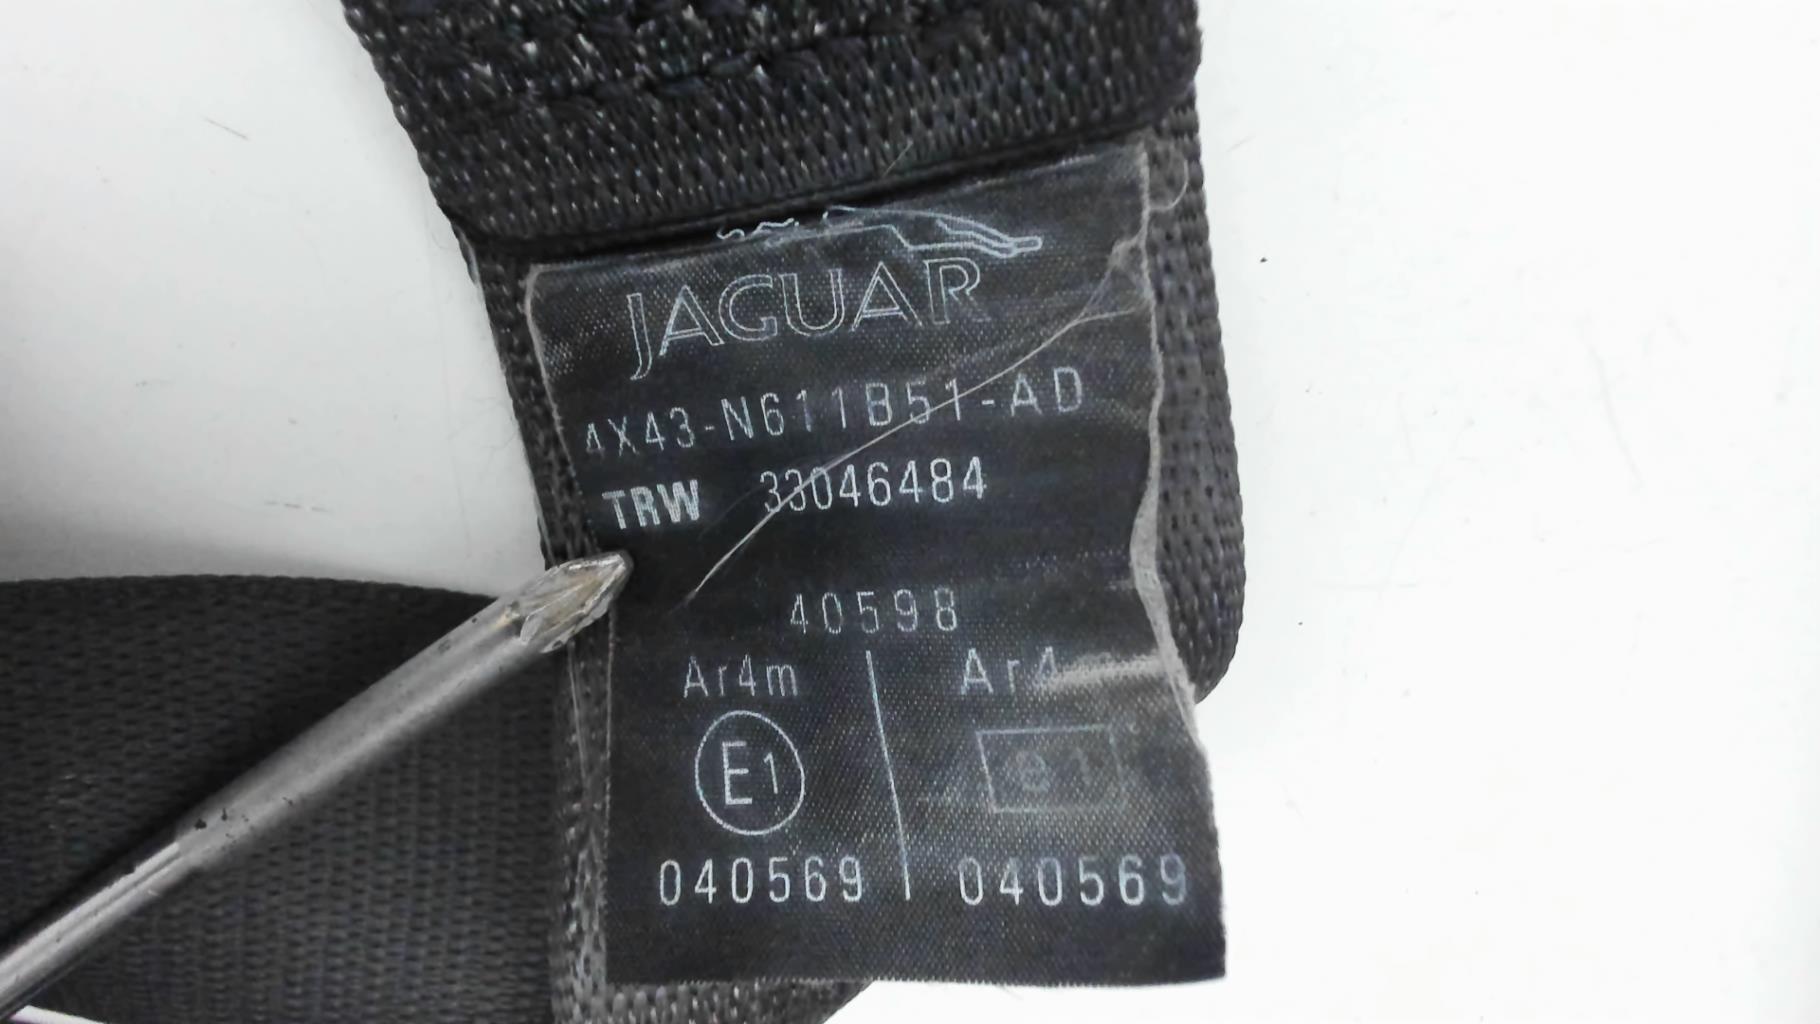 JAGUAR
4X43-N611B51-AD
TRW 33046484
40598
Ar4m Ar4
E1 e1
040569 040569